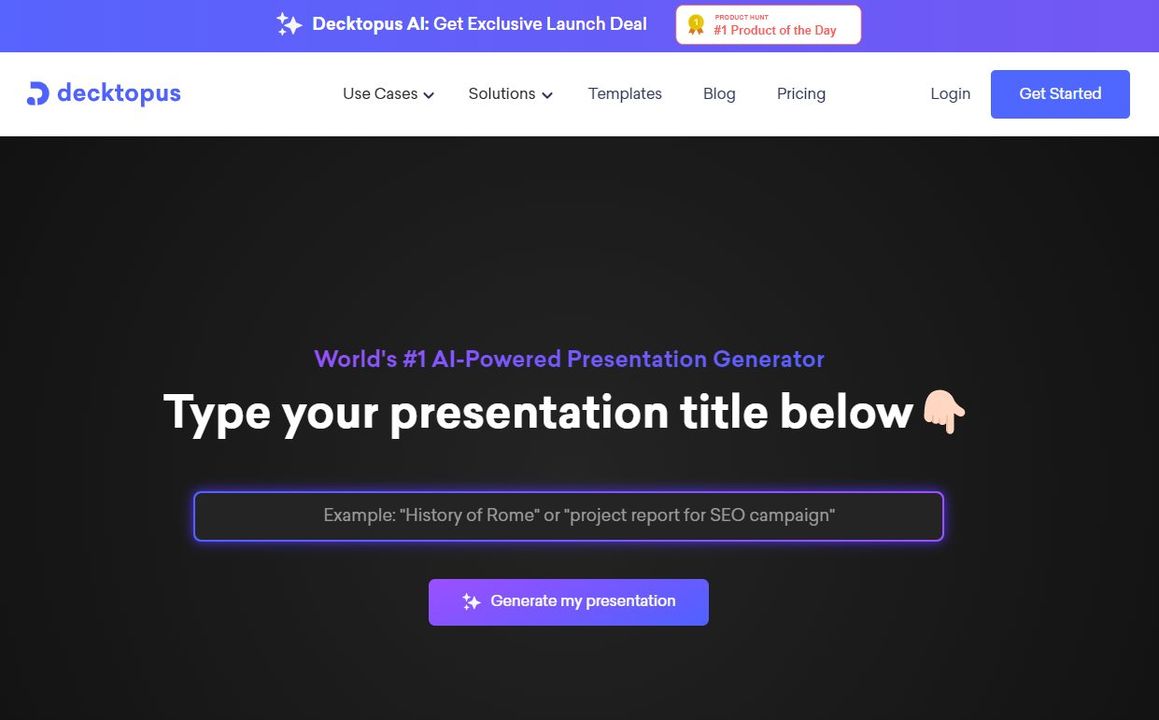 Decktopus AI: Get Exclusive Launch Deal
1
PRODUCT HUNT
#1 Product of the Day
decktopus
Use Cases Solutions Templates Blog Pricing Login Get Started
World's #1 AI-Powered Presentation Generator
Type your presentation title below
Example: "History of Rome" or "project report for SEO campaign"
Generate my presentation